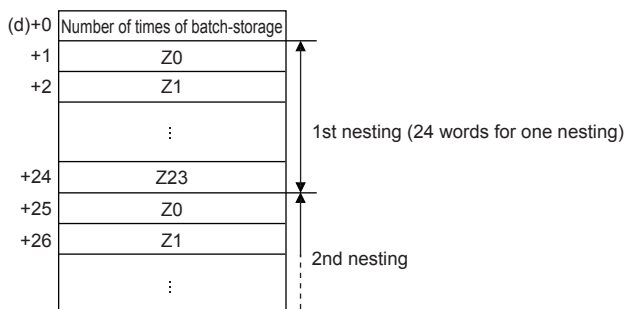 (d)+0 Number of times of batch-storage
+1 Z0
+2 Z1
⋮
1st nesting (24 words for one nesting)
+24 Z23
+25 Z0
+26 Z1
2nd nesting
⋮